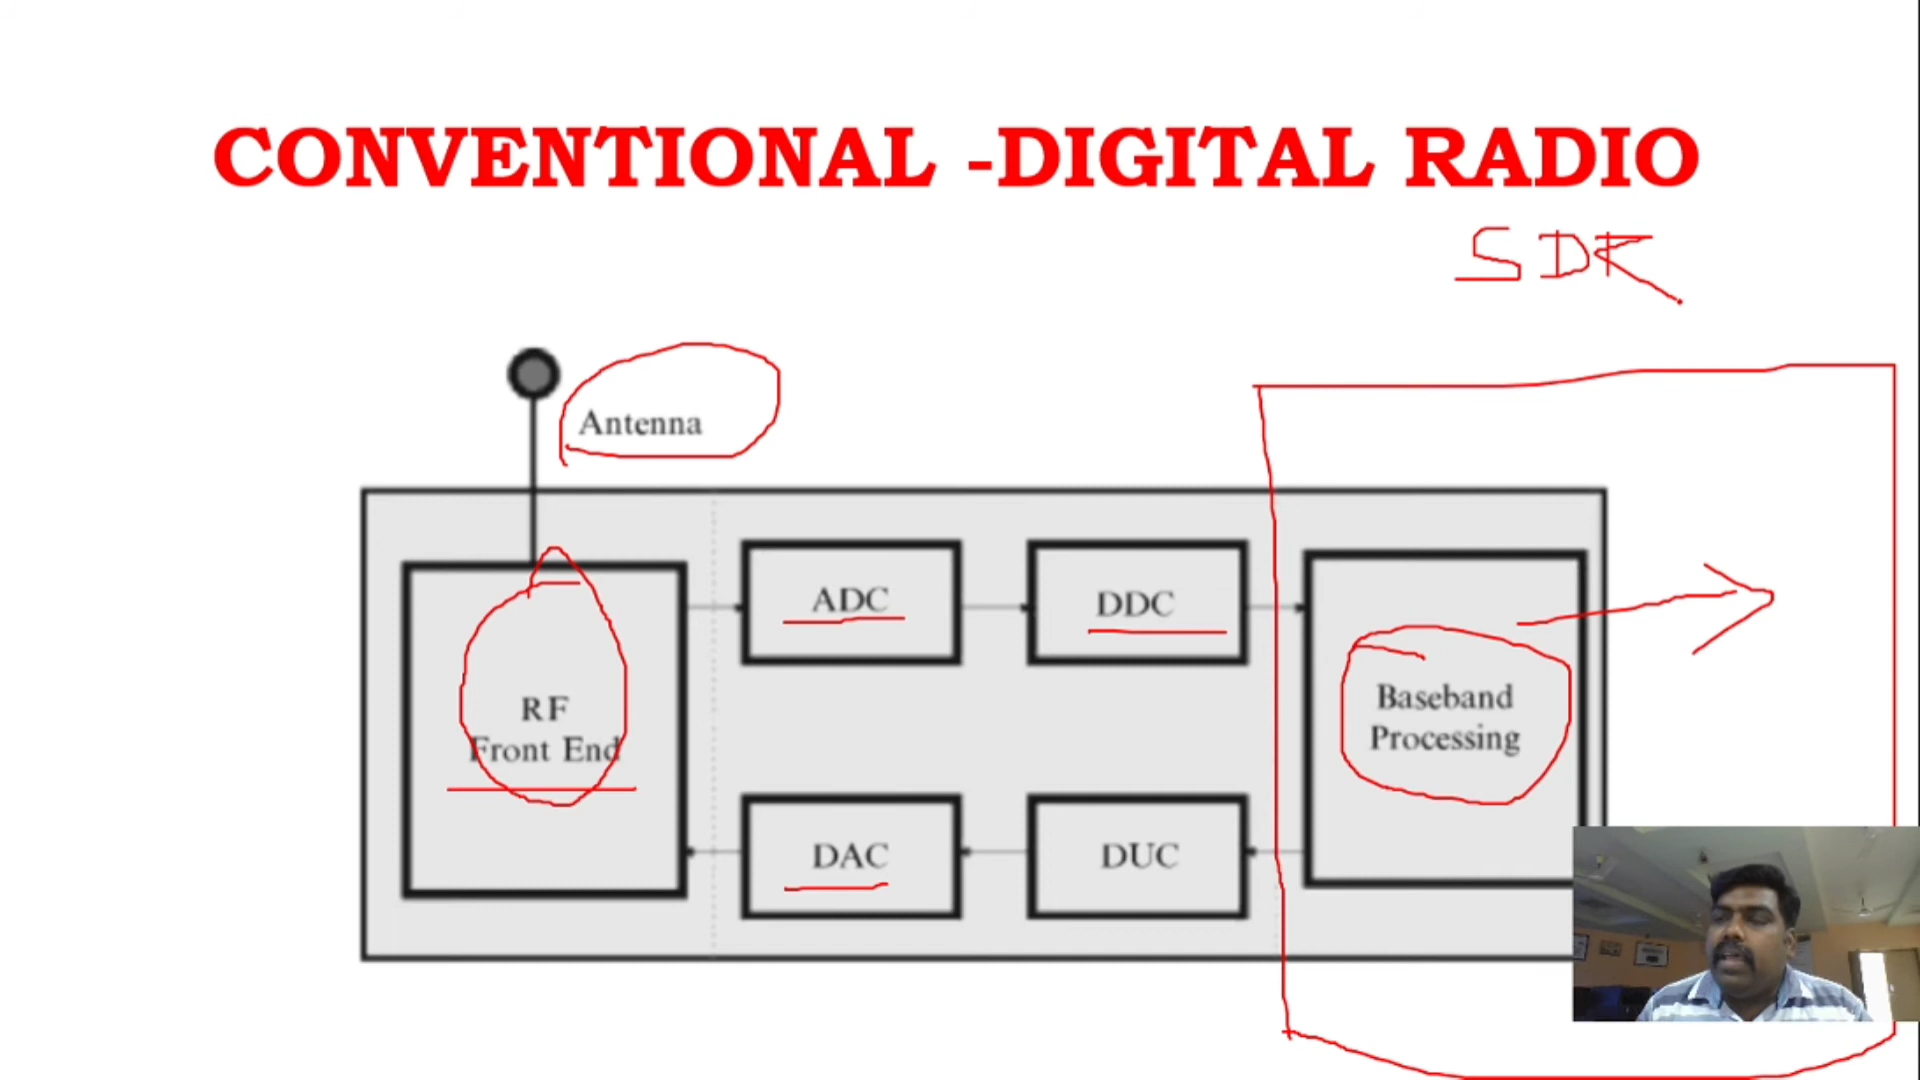 CONVENTIONAL -DIGITAL RADIO
SDR
Antenna
ADC
DDC
RF
Front End
Baseband
Processing
DAC
DUC